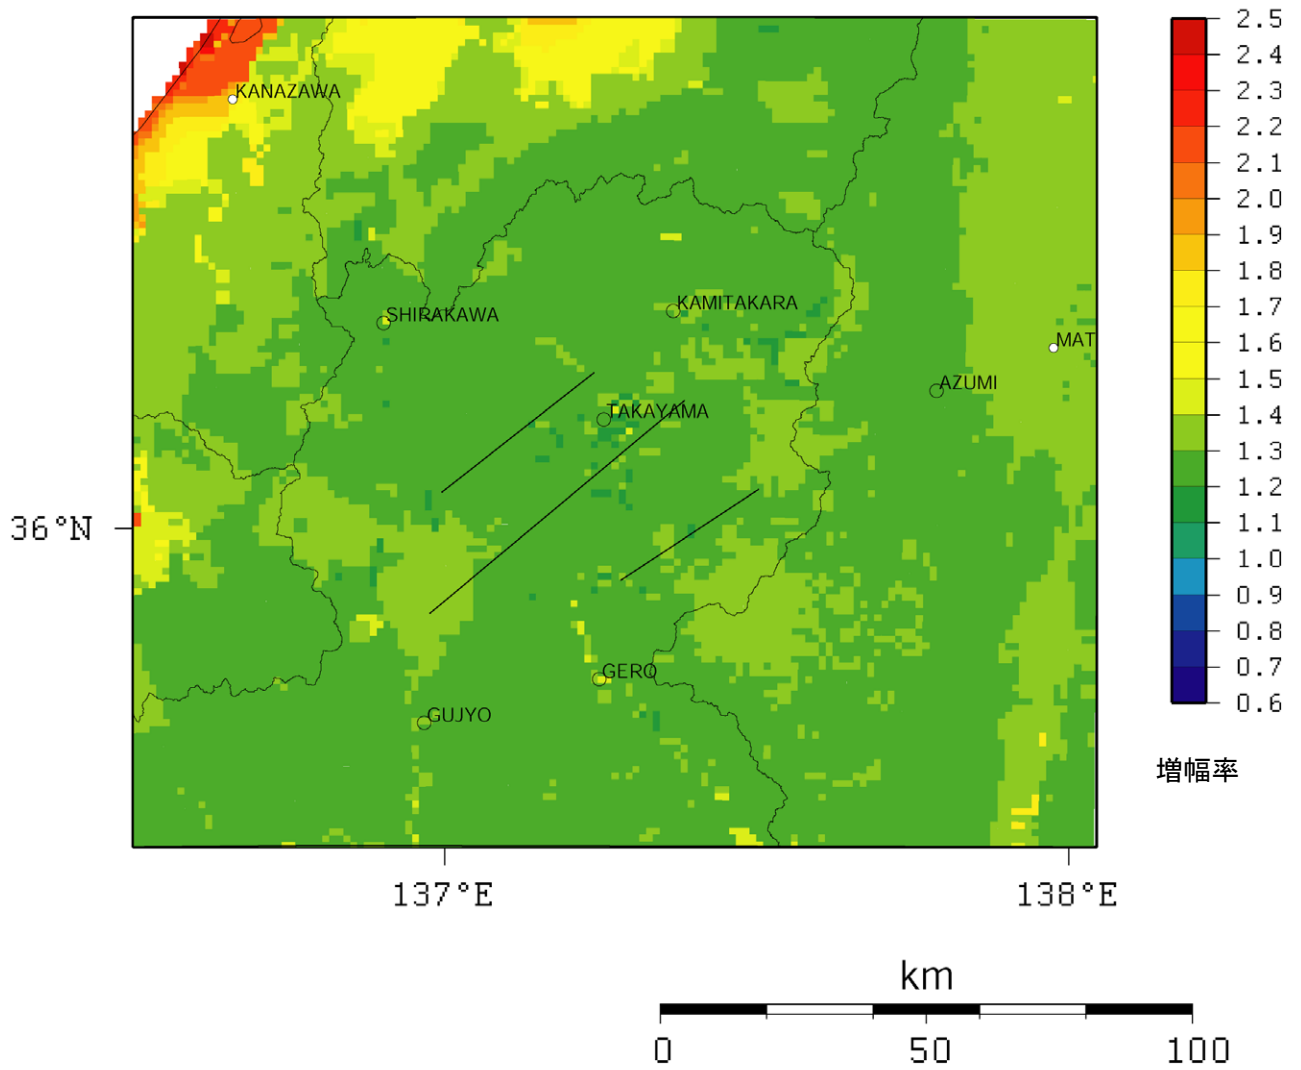 2.5
2.4
2.3
2.2
2.1
2.0
1.9
1.8
1.7
1.6
1.5
1.4
1.3
1.2
1.1
1.0
0.9
0.8
0.7
0.6
増幅率
KANAZAWA
KAMITAKARA
SHIRAKAWA
MAT
AZUMI
TAKAYAMA
36°N
GERO
GUJYO
137°E
138°E
km
0
50
100